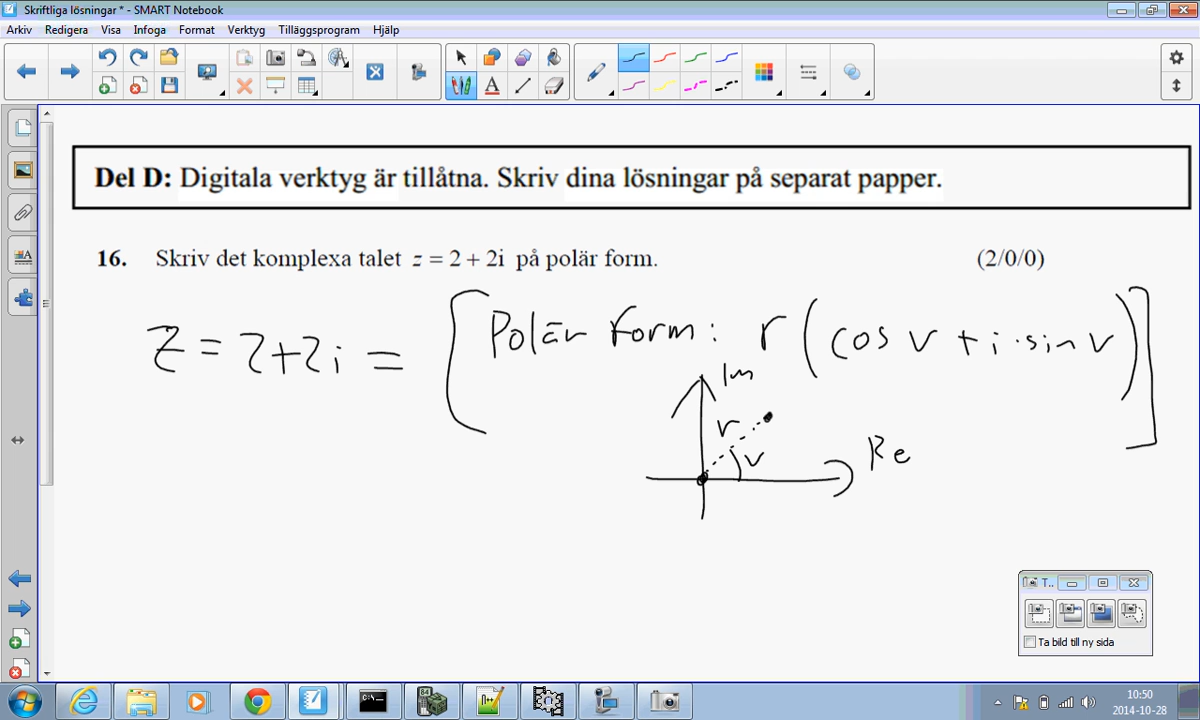 Skriftliga lösningar * - SMART Notebook
Arkiv Redigera Visa Infoga Format Verktyg Tilläggsprogram Hjälp
Del D: Digitala verktyg är tillåtna. Skriv dina lösningar på separat papper.
16. Skriv det komplexa talet z = 2 + 2i på polär form. (2/0/0)
z = 2+2i = [Polär form: r (cos v + i·sin v)]
Im
r
v
Re
T...
Ta bild till ny sida
10:50
2014-10-28